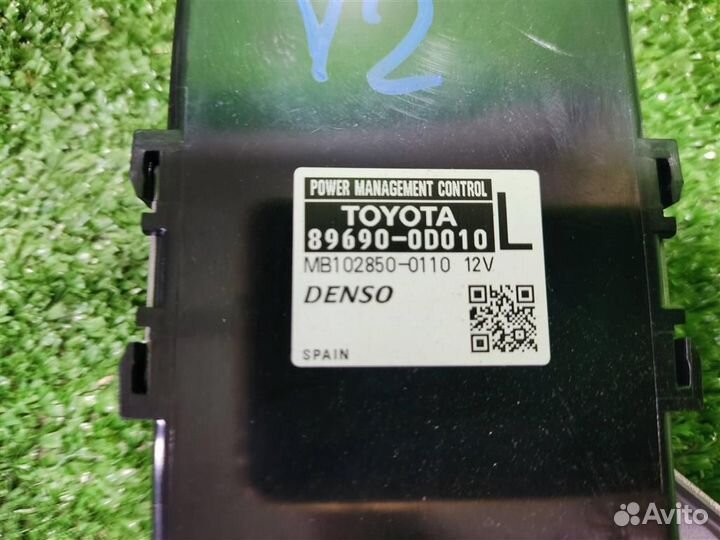 V2
POWER MANAGEMENT CONTROL
TOYOTA
89690-0D010 L
MB102850-0110 12V
DENSO
SPAIN
Avito